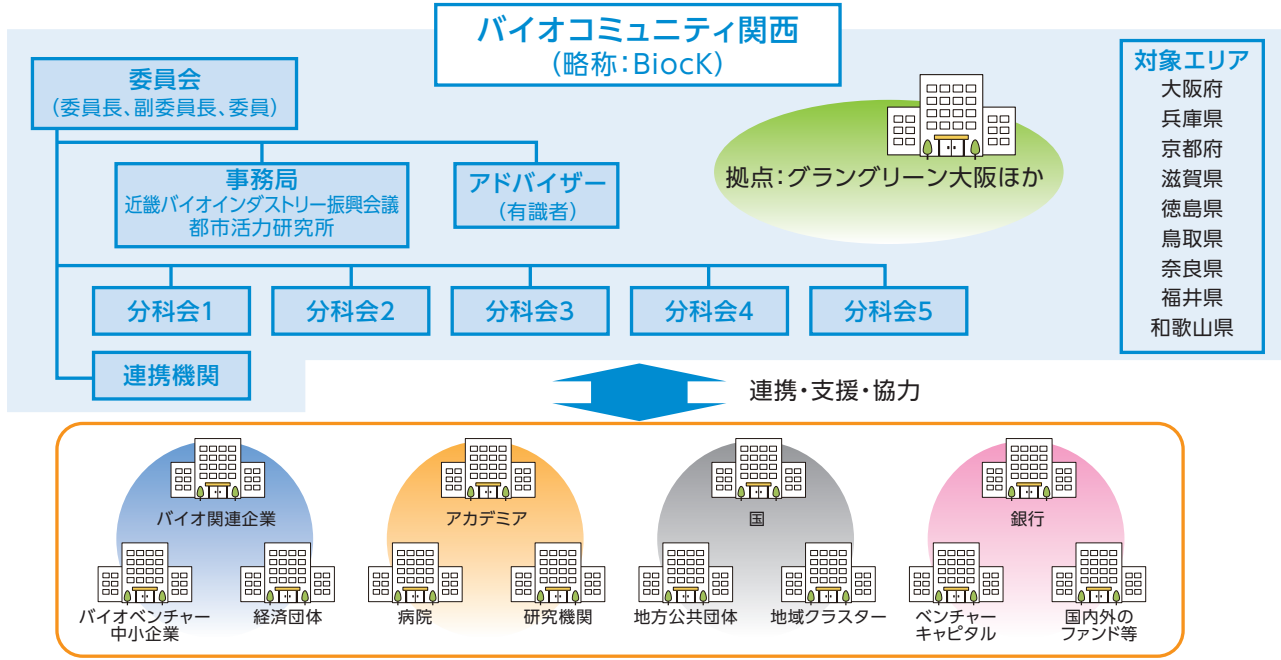 バイオコミュニティ関西
(略称：BiocK)
委員会
(委員長、副委員長、委員)
事務局
近畿バイオインダストリー振興会議
都市活力研究所
アドバイザー
(有識者)
拠点：グラングリーン大阪ほか
対象エリア
大阪府
兵庫県
京都府
滋賀県
徳島県
鳥取県
奈良県
福井県
和歌山県
分科会1
分科会2
分科会3
分科会4
分科会5
連携機関
連携・支援・協力
バイオ関連企業
バイオベンチャー
中小企業
経済団体
アカデミア
病院
研究機関
国
地方公共団体
地域クラスター
銀行
ベンチャー
キャピタル
国内外の
ファンド等